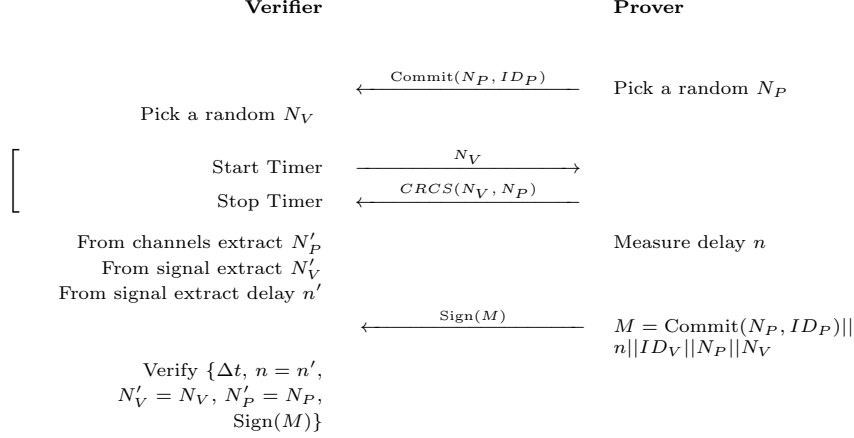 Verifier Prover
Commit(N_P, ID_P)
Pick a random N_P
Pick a random N_V
Start Timer N_V
Stop Timer CRCS(N_V, N_P)
From channels extract N′_P Measure delay n
From signal extract N′_V
From signal extract delay n′
Sign(M) M = Commit(N_P, ID_P)||
n||ID_V||N_P||N_V
Verify {Δt, n = n′,
N′_V = N_V, N′_P = N_P,
Sign(M)}